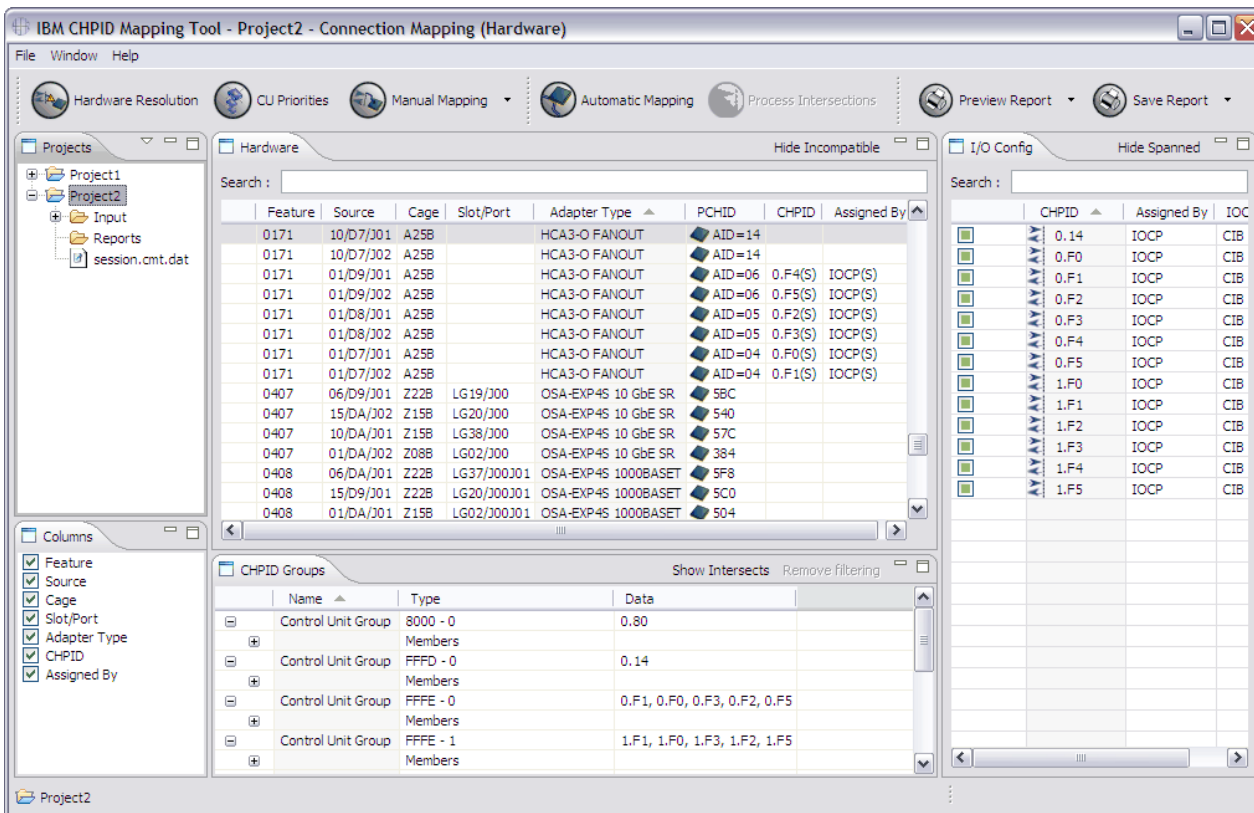 IBM CHPID Mapping Tool - Project2 - Connection Mapping (Hardware)
File Window Help
Hardware Resolution CU Priorities Manual Mapping Automatic Mapping Process Intersections Preview Report Save Report
Projects
Project1
Project2
Input
Reports
session.cmt.dat
Columns
Feature
Source
Cage
Slot/Port
Adapter Type
CHPID
Assigned By
Hardware Hide Incompatible
Search :
Feature Source Cage Slot/Port Adapter Type PCHID CHPID Assigned By
0171 10/D7/J01 A25B HCA3-O FANOUT AID=14
0171 10/D7/J02 A25B HCA3-O FANOUT AID=14
0171 01/D9/J01 A25B HCA3-O FANOUT AID=06 0.F4(S) IOCP(S)
0171 01/D9/J02 A25B HCA3-O FANOUT AID=06 0.F5(S) IOCP(S)
0171 01/D8/J01 A25B HCA3-O FANOUT AID=05 0.F2(S) IOCP(S)
0171 01/D8/J02 A25B HCA3-O FANOUT AID=05 0.F3(S) IOCP(S)
0171 01/D7/J01 A25B HCA3-O FANOUT AID=04 0.F0(S) IOCP(S)
0171 01/D7/J02 A25B HCA3-O FANOUT AID=04 0.F1(S) IOCP(S)
0407 06/D9/J01 Z22B LG19/J00 OSA-EXP4S 10 GbE SR 5BC
0407 15/DA/J02 Z15B LG20/J00 OSA-EXP4S 10 GbE SR 540
0407 10/DA/J01 Z15B LG38/J00 OSA-EXP4S 10 GbE SR 57C
0407 01/DA/J02 Z08B LG02/J00 OSA-EXP4S 10 GbE SR 384
0408 06/DA/J01 Z22B LG37/J00J01 OSA-EXP4S 1000BASET 5F8
0408 15/D9/J01 Z22B LG20/J00J01 OSA-EXP4S 1000BASET 5C0
0408 01/DA/J01 Z15B LG02/J00J01 OSA-EXP4S 1000BASET 504
CHPID Groups Show Intersects Remove filtering
Name Type Data
Control Unit Group 8000 - 0 0.80
Members
Control Unit Group FFFD - 0 0.14
Members
Control Unit Group FFFE - 0 0.F1, 0.F0, 0.F3, 0.F2, 0.F5
Members
Control Unit Group FFFE - 1 1.F1, 1.F0, 1.F3, 1.F2, 1.F5
Members
I/O Config Hide Spanned
Search :
CHPID Assigned By IOC
0.14 IOCP CIB
0.F0 IOCP CIB
0.F1 IOCP CIB
0.F2 IOCP CIB
0.F3 IOCP CIB
0.F4 IOCP CIB
0.F5 IOCP CIB
1.F0 IOCP CIB
1.F1 IOCP CIB
1.F2 IOCP CIB
1.F3 IOCP CIB
1.F4 IOCP CIB
1.F5 IOCP CIB
Project2